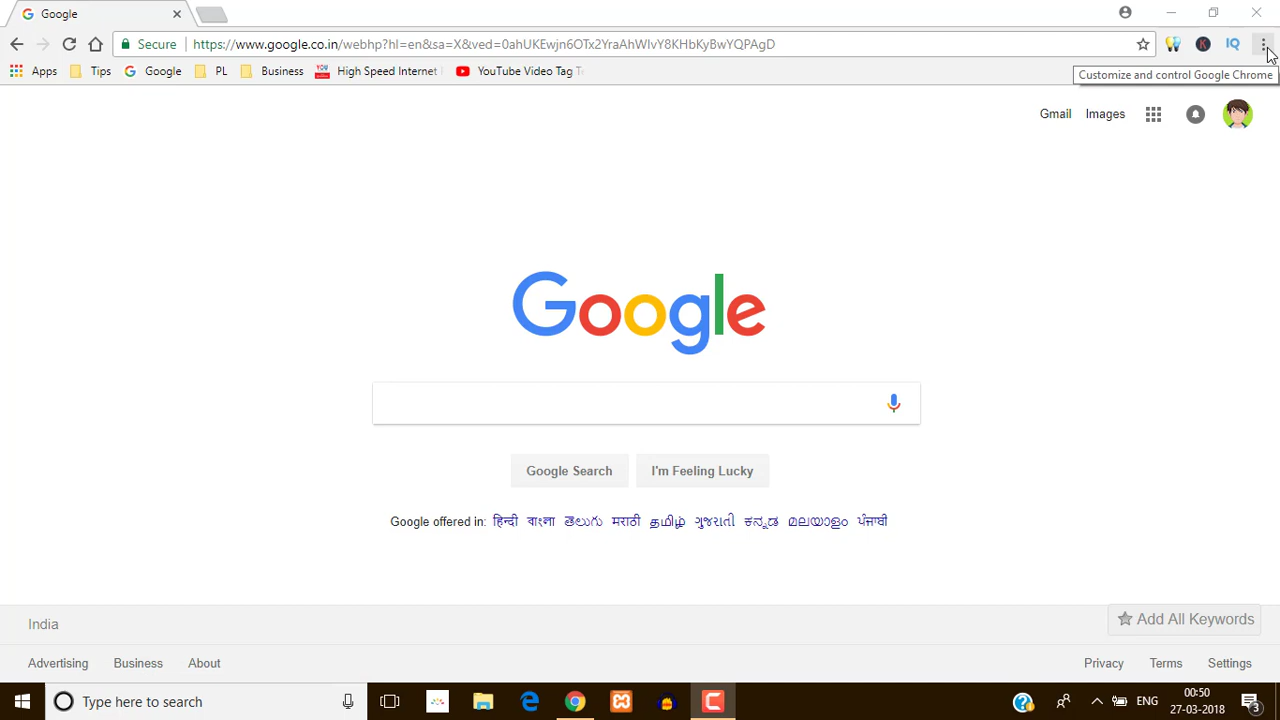 Google
Secure https://www.google.co.in/webhp?hl=en&sa=X&ved=0ahUKEwjn6OTx2YraAhWIvY8KHbKyBwYQPAgD
K IQ
Apps Tips Google PL Business YOU High Speed Internet YouTube Video Tag
Customize and control Google Chrome
Gmail Images
Google
Google Search I'm Feeling Lucky
Google offered in: हिन्दी বাংলা తెలుగు मराठी தமிழ் ગુજરાતી ಕನ್ನಡ മലയാളം ਪੰਜਾਬੀ
India
Add All Keywords
Advertising Business About Privacy Terms Settings
Type here to search
ENG
00:50
27-03-2018
3